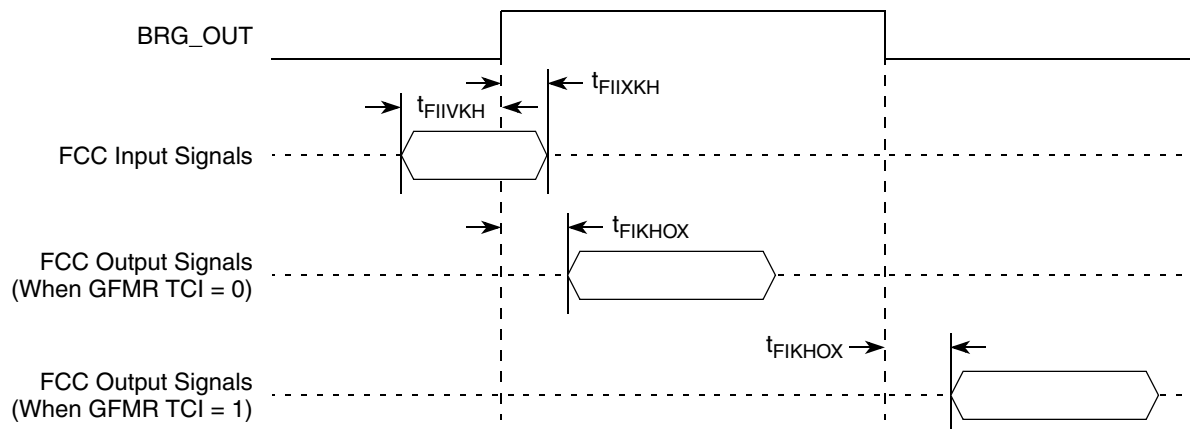 BRG_OUT
tFIIXKH
tFIIVKH
FCC Input Signals
tFIKHOX
FCC Output Signals
(When GFMR TCI = 0)
tFIKHOX
FCC Output Signals
(When GFMR TCI = 1)